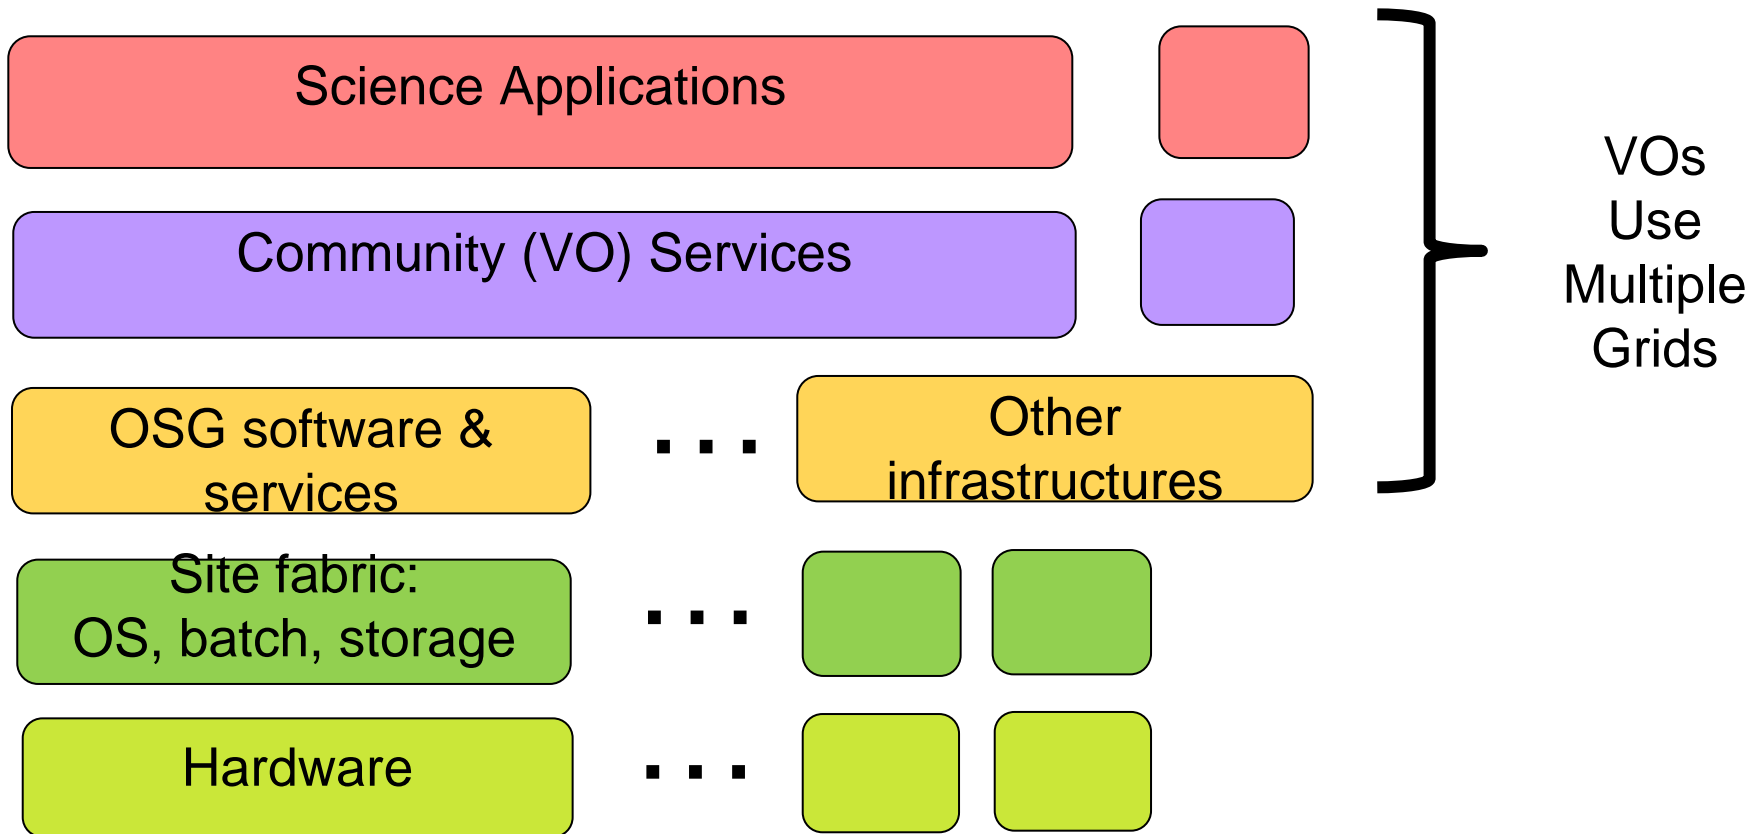 Science Applications
Community (VO) Services
OSG software &
services
...
Other
infrastructures
Site fabric:
OS, batch, storage
...
Hardware
...
VOs
Use
Multiple
Grids